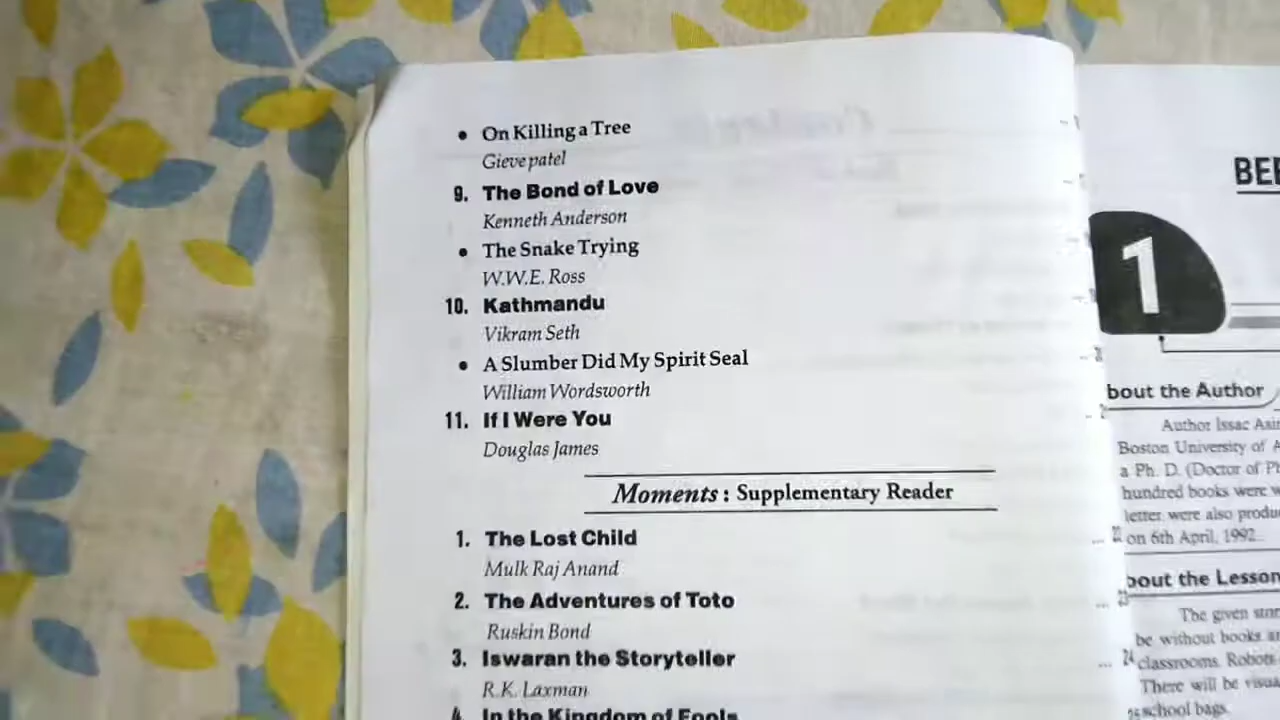 • On Killing a Tree
Gieve patel
9. The Bond of Love
Kenneth Anderson
• The Snake Trying
W.W.E. Ross
10. Kathmandu
Vikram Seth
• A Slumber Did My Spirit Seal
William Wordsworth
11. If I Were You
Douglas James
Moments : Supplementary Reader
1. The Lost Child
Mulk Raj Anand
2. The Adventures of Toto
Ruskin Bond
3. Iswaran the Storyteller
R.K. Laxman
4. In the Kingdom of Fools
1
bout the Author
Author Issac
Boston University of
a Ph. D. (Doctor of
hundred books were
letter were also
on 6th April, 1992.
bout the Lesson
The given
be without books
classrooms. Robots
There will be
school bags.